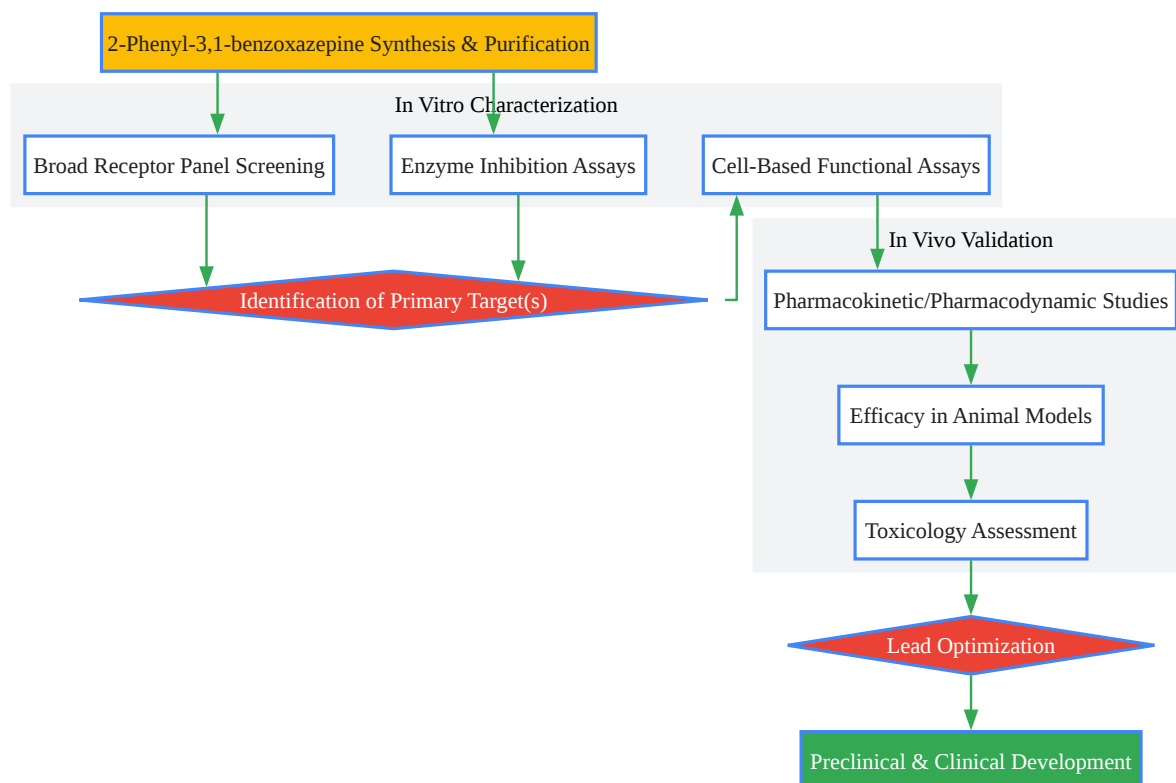 2-Phenyl-3,1-benzoxazepine Synthesis & Purification
In Vitro Characterization
Broad Receptor Panel Screening
Enzyme Inhibition Assays
Cell-Based Functional Assays
In Vivo Validation
Identification of Primary Target(s)
Pharmacokinetic/Pharmacodynamic Studies
Efficacy in Animal Models
Toxicology Assessment
Lead Optimization
Preclinical & Clinical Development